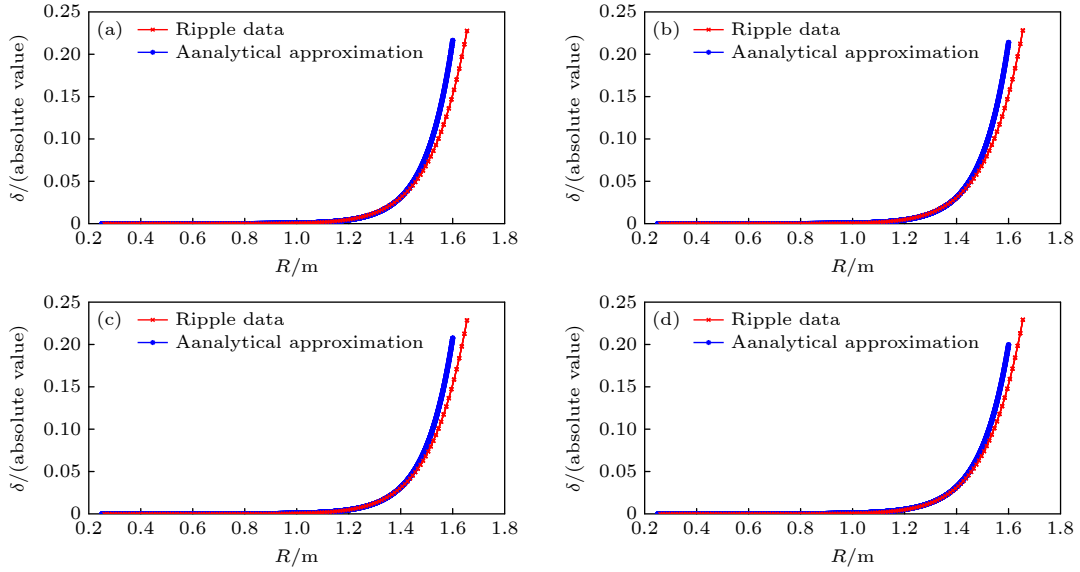 (a)
Ripple data
Aanalytical approximation
δ/(absolute value)
0.25
0.20
0.15
0.10
0.05
0
0.2 0.4 0.6 0.8 1.0 1.2 1.4 1.6 1.8
R/m
(b)
Ripple data
Aanalytical approximation
δ/(absolute value)
0.25
0.20
0.15
0.10
0.05
0
0.2 0.4 0.6 0.8 1.0 1.2 1.4 1.6 1.8
R/m
(c)
Ripple data
Aanalytical approximation
δ/(absolute value)
0.25
0.20
0.15
0.10
0.05
0
0.2 0.4 0.6 0.8 1.0 1.2 1.4 1.6 1.8
R/m
(d)
Ripple data
Aanalytical approximation
δ/(absolute value)
0.25
0.20
0.15
0.10
0.05
0
0.2 0.4 0.6 0.8 1.0 1.2 1.4 1.6 1.8
R/m